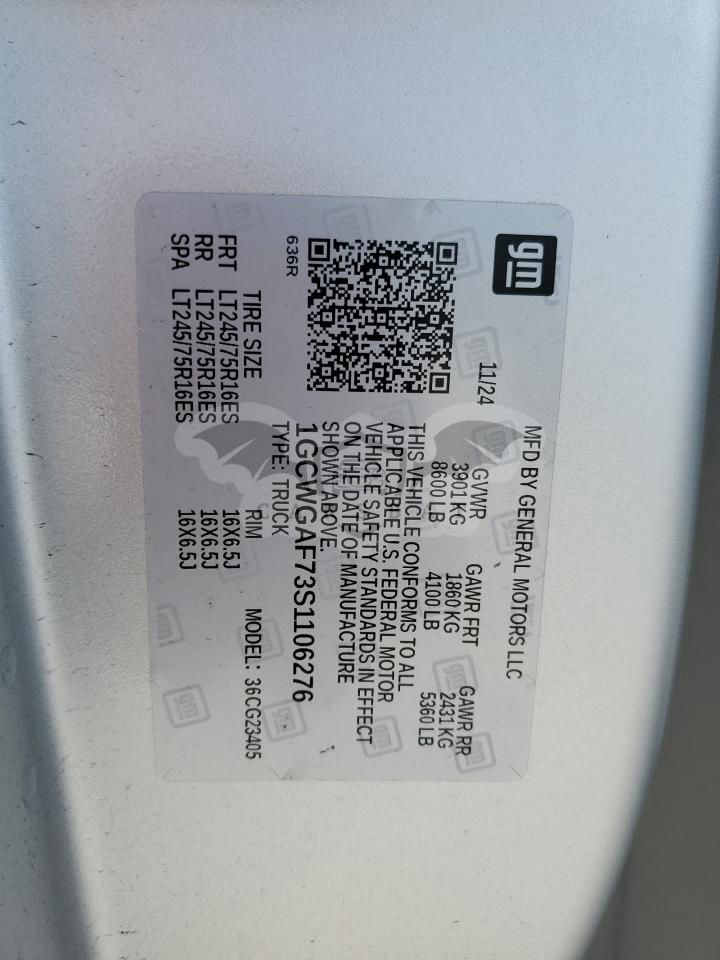 gm
MFD BY GENERAL MOTORS LLC
11/24
GVWR GAWR FRT GAWR RR
3901 KG 1860 KG 2431 KG
8600 LB 4100 LB 5360 LB
THIS VEHICLE CONFORMS TO ALL
APPLICABLE U.S. FEDERAL MOTOR
VEHICLE SAFETY STANDARDS IN EFFECT
ON THE DATE OF MANUFACTURE
SHOWN ABOVE.
636R
1GCWGAF73S1106276
TYPE: TRUCK MODEL: 36CG23405
TIRE SIZE RIM
FRT LT245/75R16ES 16X6.5J
RR LT245/75R16ES 16X6.5J
SPA LT245/75R16ES 16X6.5J